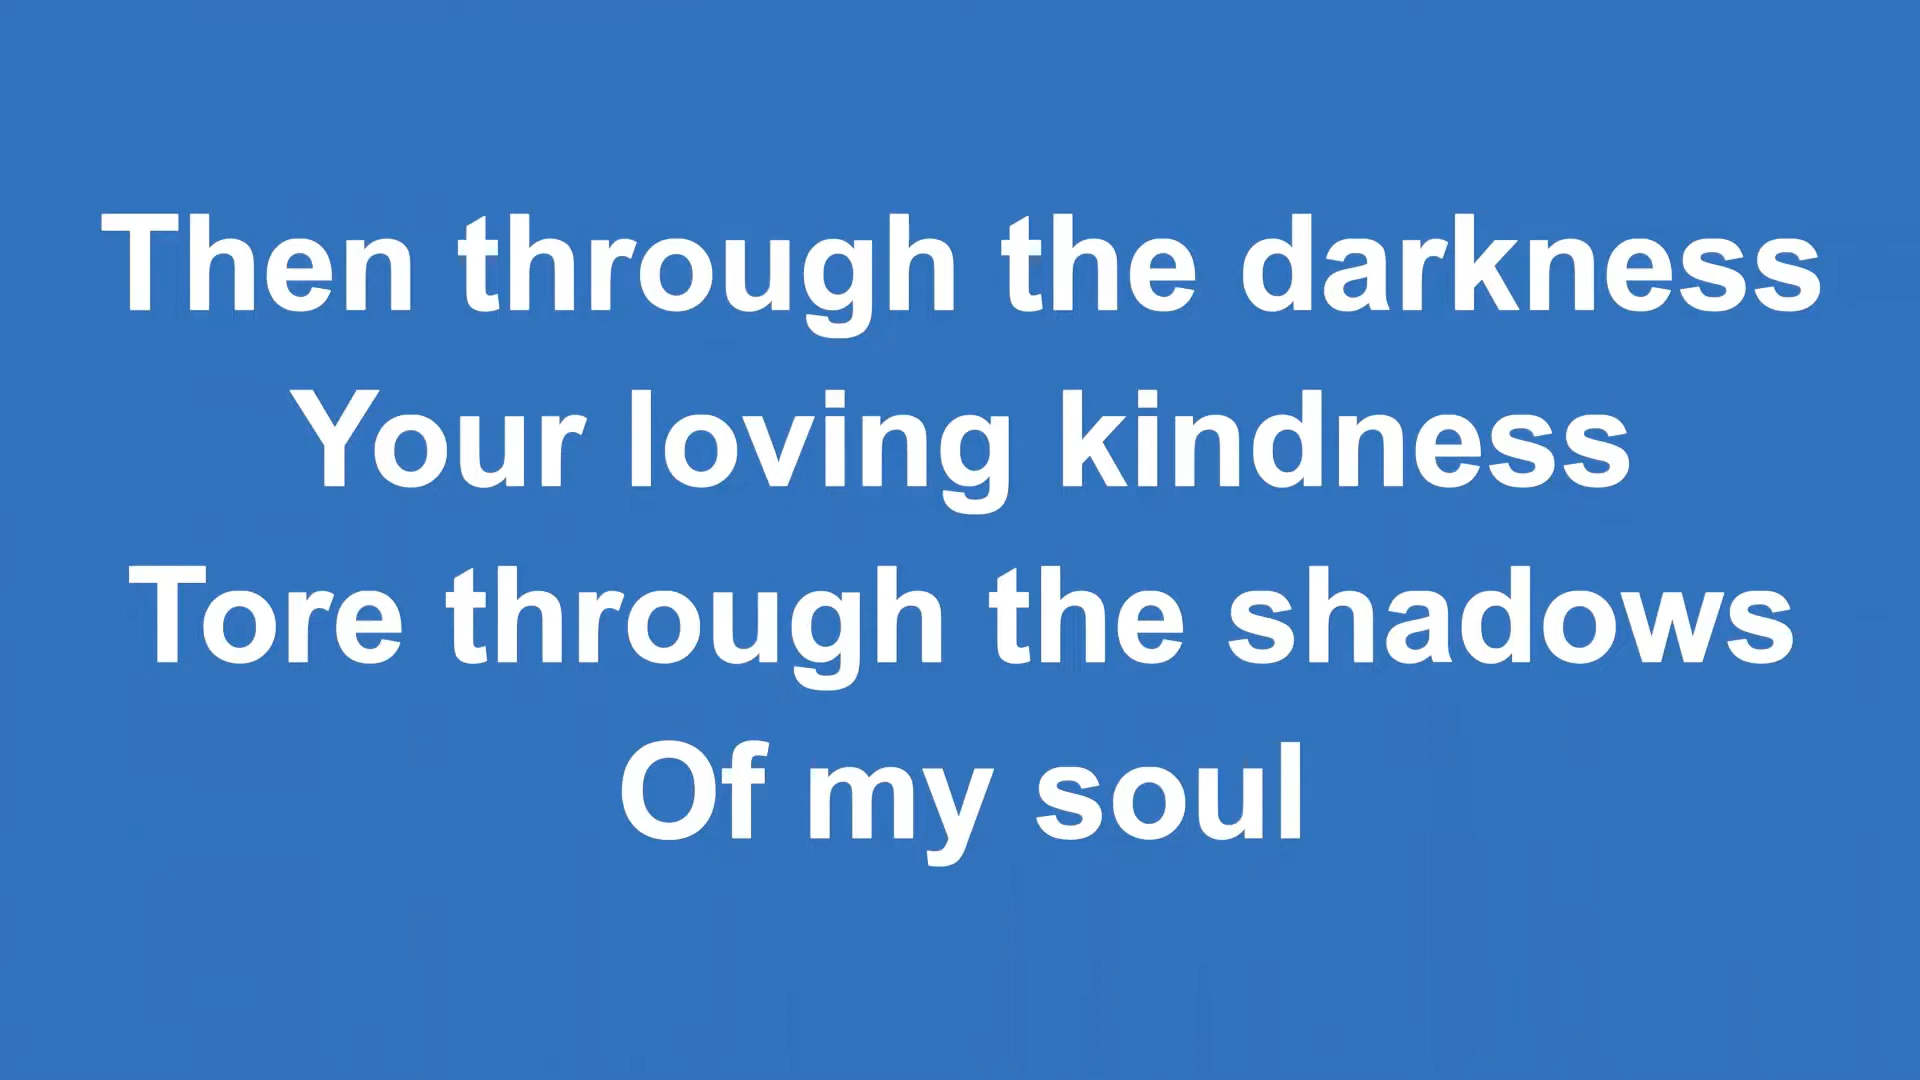 Then through the darkness
Your loving kindness
Tore through the shadows
Of my soul